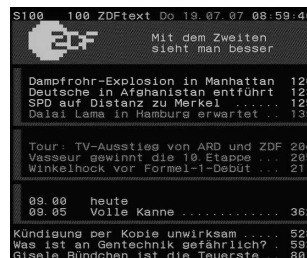 S100 100 ZDFtext Do 19.07.07 08:59:4
ZDF
Mit dem Zweiten
sieht man besser
Dampfrohr-Explosion in Manhattan 12
Deutsche in Afghanistan entführt 12
SPD auf Distanz zu Merkel ...... 12
Dalai Lama in Hamburg erwartet .. 13
Tour: TV-Ausstieg von ARD und ZDF 20
Vasseur gewinnt die 10.Etappe ... 20
Winkelhock vor Formel-1-Debüt ... 21
09.00 heute
09.05 Volle Kanne ............. 36
Kündigung per Kopie unwirksam ..... 52
Was ist an Gentechnik gefährlich? . 59
Gisele Bündchen ist die Teuerste .. 80